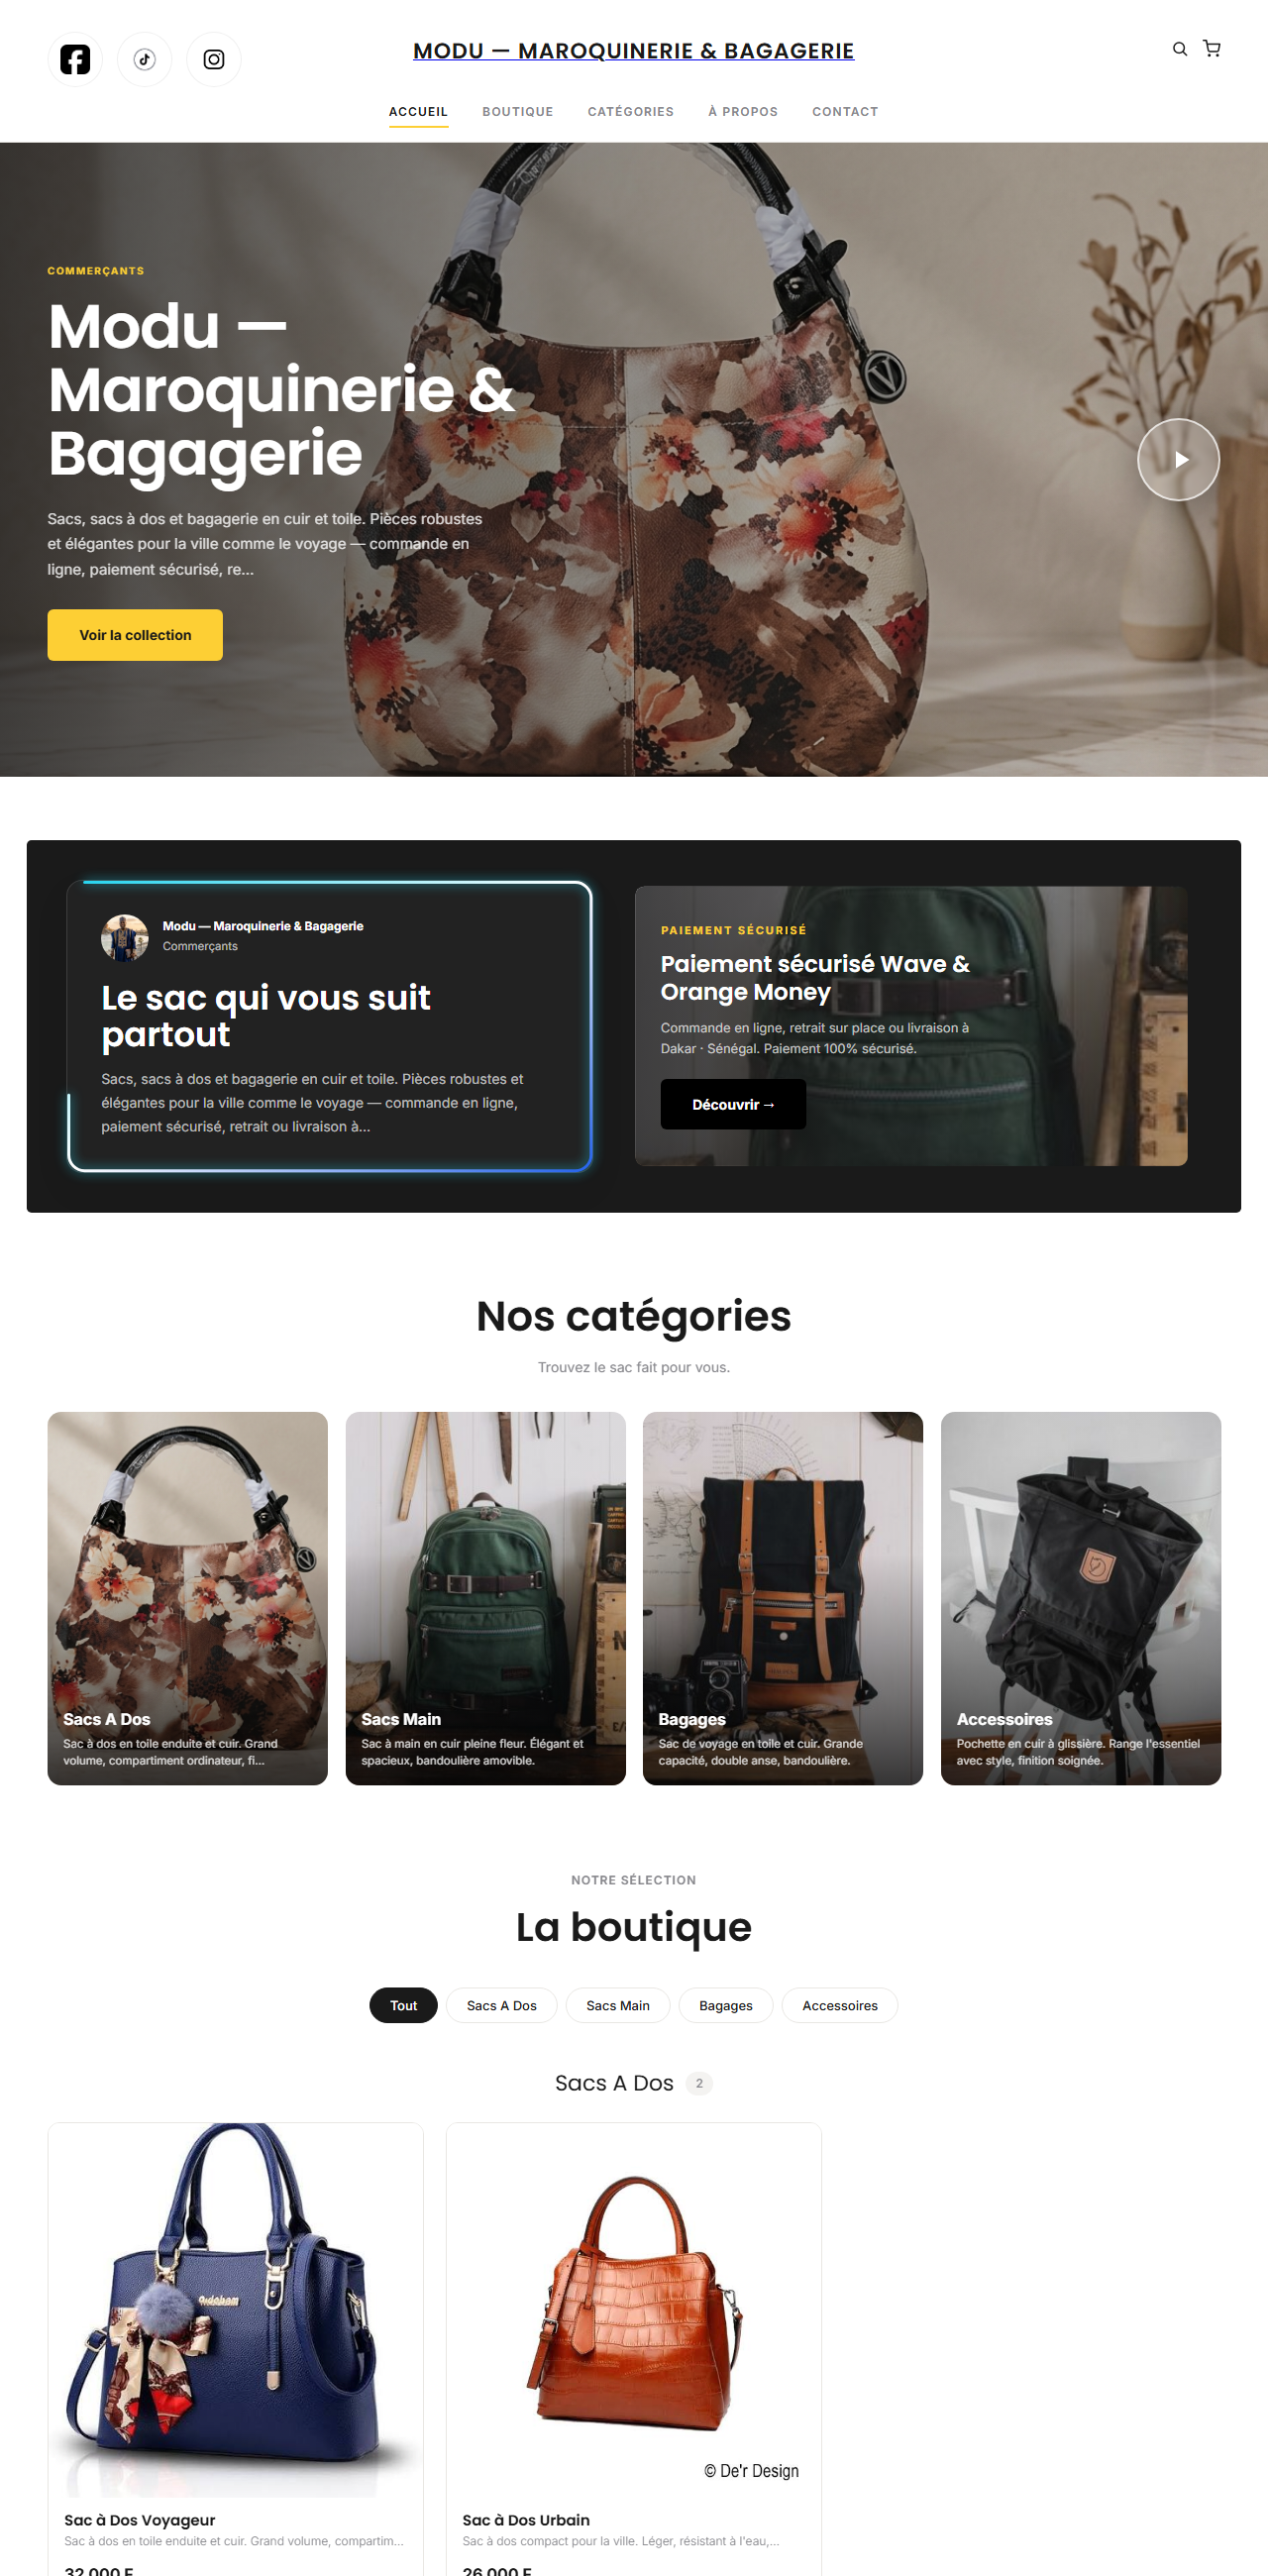 MODU — MAROQUINERIE & BAGAGERIE
ACCUEIL BOUTIQUE CATÉGORIES À PROPOS CONTACT
COMMERÇANTS
Modu —
Maroquinerie &
Bagagerie
Sacs, sacs à dos et bagagerie en cuir et toile. Pièces robustes
et élégantes pour la ville comme le voyage — commande en
ligne, paiement sécurisé, re...
Voir la collection
Modu — Maroquinerie & Bagagerie
Commerçants
Le sac qui vous suit
partout
Sacs, sacs à dos et bagagerie en cuir et toile. Pièces robustes et
élégantes pour la ville comme le voyage — commande en ligne,
paiement sécurisé, retrait ou livraison à...
PAIEMENT SÉCURISÉ
Paiement sécurisé Wave &
Orange Money
Commande en ligne, retrait sur place ou livraison à
Dakar · Sénégal. Paiement 100% sécurisé.
Découvrir →
Nos catégories
Trouvez le sac fait pour vous.
Sacs A Dos
Sac à dos en toile enduite et cuir. Grand
volume, compartiment ordinateur, fi...
Sacs Main
Sac à main en cuir pleine fleur. Élégant et
spacieux, bandoulière amovible.
Bagages
Sac de voyage en toile et cuir. Grande
capacité, double anse, bandoulière.
Accessoires
Pochette en cuir à glissière. Range l'essentiel
avec style, finition soignée.
NOTRE SÉLECTION
La boutique
Tout Sacs A Dos Sacs Main Bagages Accessoires
Sacs A Dos 2
© De'r Design
Sac à Dos Voyageur
Sac à dos en toile enduite et cuir. Grand volume, compartim...
32 000 F
Sac à Dos Urbain
Sac à dos compact pour la ville. Léger, résistant à l'eau,...
26 000 F